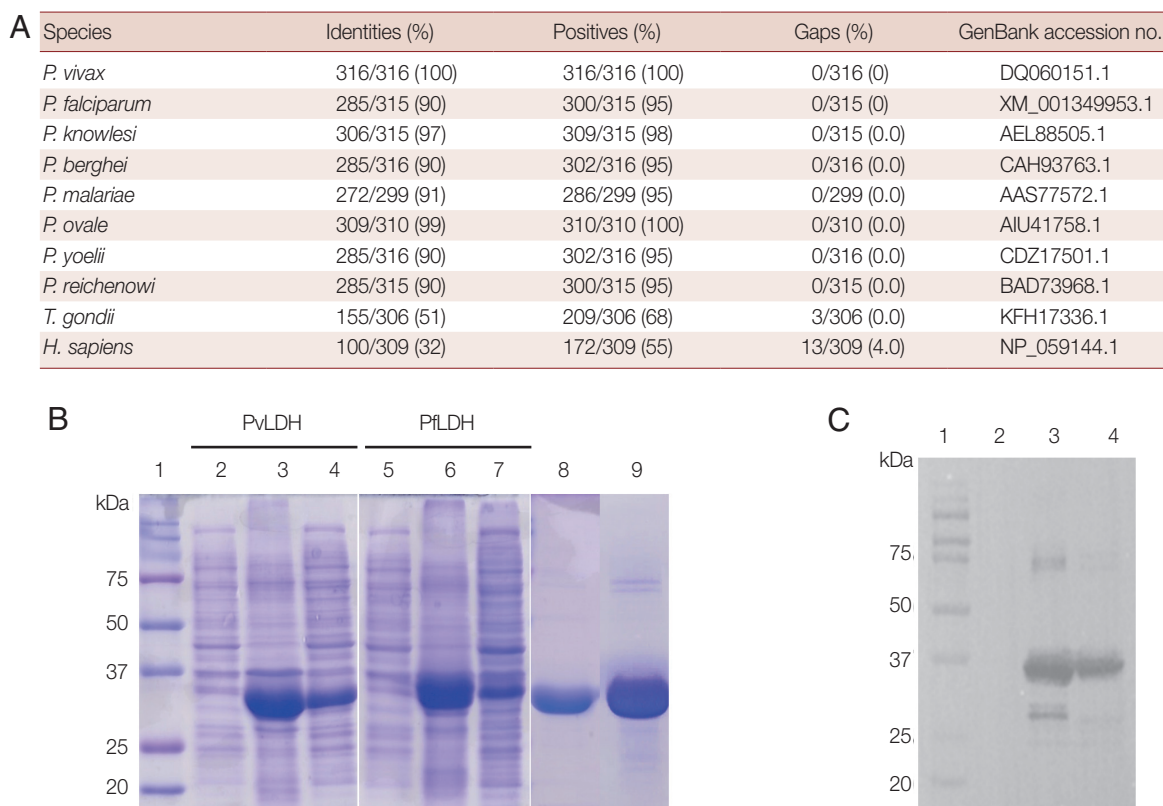 A
Species Identities (%) Positives (%) Gaps (%) GenBank accession no.
P. vivax 316/316 (100) 316/316 (100) 0/316 (0) DQ060151.1
P. falciparum 285/315 (90) 300/315 (95) 0/315 (0) XM_001349953.1
P. knowlesi 306/315 (97) 309/315 (98) 0/315 (0.0) AEL88505.1
P. berghei 285/316 (90) 302/316 (95) 0/316 (0.0) CAH93763.1
P. malariae 272/299 (91) 286/299 (95) 0/299 (0.0) AAS77572.1
P. ovale 309/310 (99) 310/310 (100) 0/310 (0.0) AIU41758.1
P. yoelii 285/316 (90) 302/316 (95) 0/316 (0.0) CDZ17501.1
P. reichenowi 285/315 (90) 300/315 (95) 0/315 (0.0) BAD73968.1
T. gondii 155/306 (51) 209/306 (68) 3/306 (0.0) KFH17336.1
H. sapiens 100/309 (32) 172/309 (55) 13/309 (4.0) NP_059144.1
B
PvLDH PfLDH
1 2 3 4 5 6 7 8 9
kDa
75
50
37
25
20
C
1 2 3 4
kDa
75
50
37
25
20